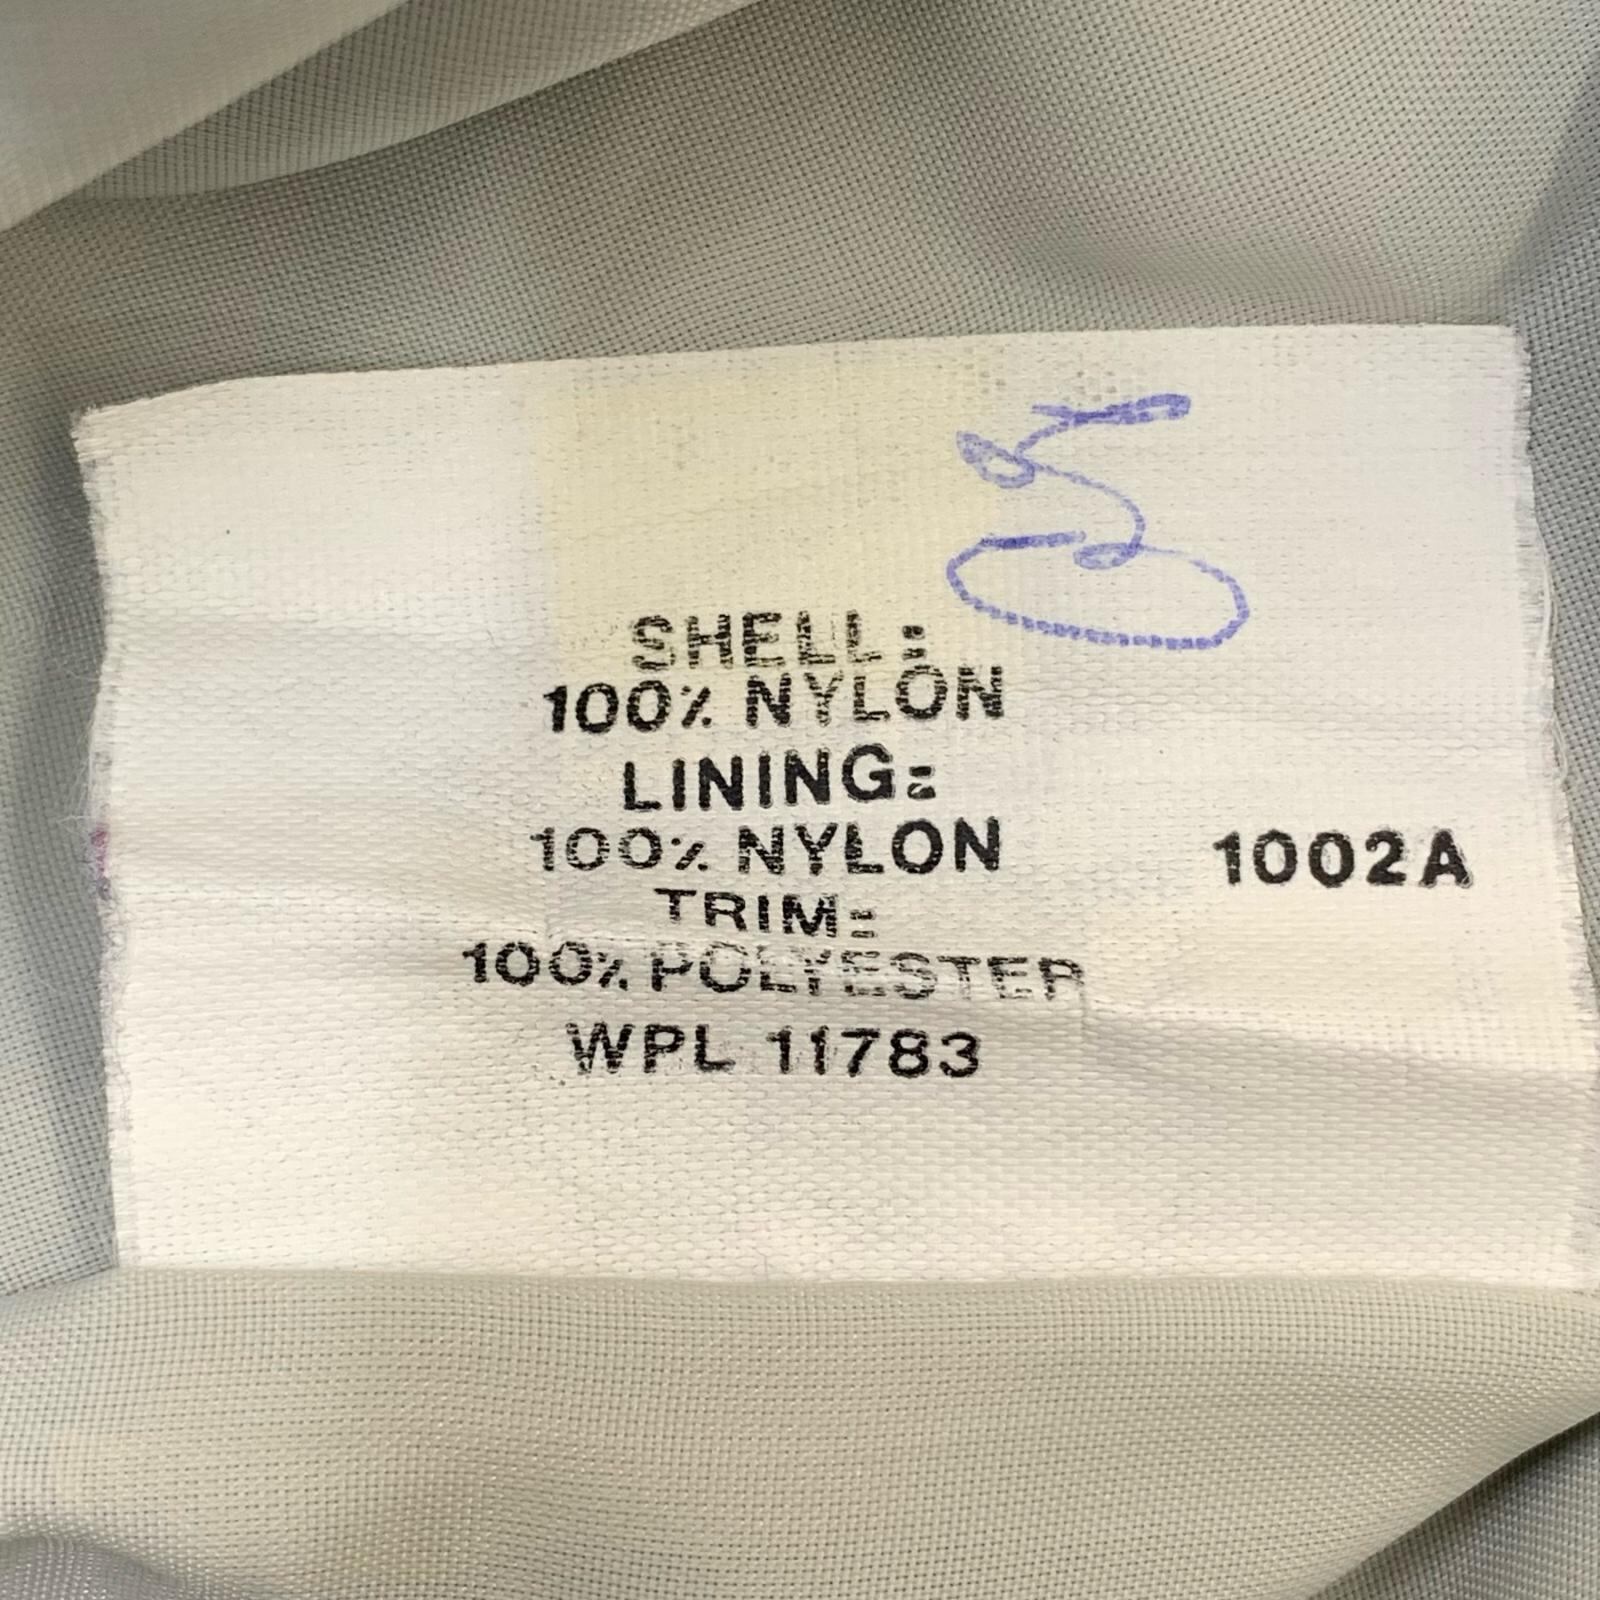 SHELL:
100% NYLON
LINING:
100% NYLON
1002A
TRIM:
100% POLYESTER
WPL 11783